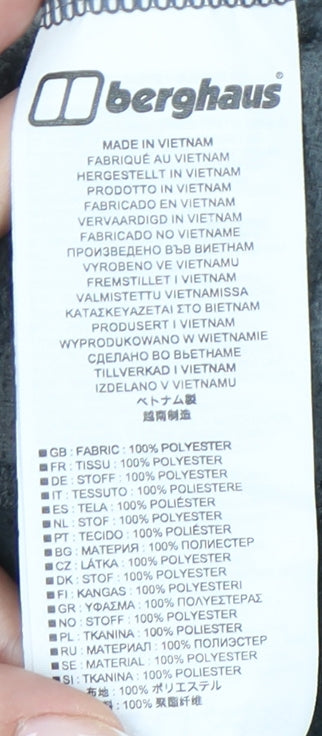 berghaus®
MADE IN VIETNAM
FABRIQUÉ AU VIETNAM
HERGESTELLT IN VIETNAM
PRODOTTO IN VIETNAM
FABRICADO EN VIETNAM
VERVAARDIGD IN VIETNAM
FABRICADO NO VIETNAME
ПРОИЗВЕДЕНО ВЪВ ВИЕТНАМ
VYROBENO VE VIETNAMU
FREMSTILLET I VIETNAM
VALMISTETTU VIETNAMISSA
ΚΑΤΑΣΚΕΥΑΖΕΤΑΙ ΣΤΟ ΒΙΕΤΝΑΜ
PRODUSERT I VIETNAM
WYPRODUKOWANO W WIETNAMIE
СДЕЛАНО ВО ВЬЕТНАМЕ
TILLVERKAD I VIETNAM
IZDELANO V VIETNAMU
ベトナム製
越南制造
GB : FABRIC : 100% POLYESTER
FR : TISSU : 100% POLYESTER
DE : STOFF : 100% POLYESTER
IT : TESSUTO : 100% POLIESTERE
ES : TELA : 100% POLIÉSTER
NL : STOF : 100% POLYESTER
PT : TECIDO : 100% POLIÉSTER
BG : МАТЕРИЯ : 100% ПОЛИЕСТЕР
CZ : LÁTKA : 100% POLYESTER
DK : STOF : 100% POLYESTER
FI : KANGAS : 100% POLYESTERI
GR : ΥΦΑΣΜΑ : 100% ΠΟΛΥΕΣΤΕΡΑΣ
NO : STOFF : 100% POLYESTER
PL : TKANINA : 100% POLIESTER
RU : МАТЕРИАЛ : 100% ПОЛИЭСТЕР
SE : MATERIAL : 100% POLYESTER
SI : TKANINA : 100% POLIESTER
布地 : 100% ポリエステル
: 100% 聚酯纤维